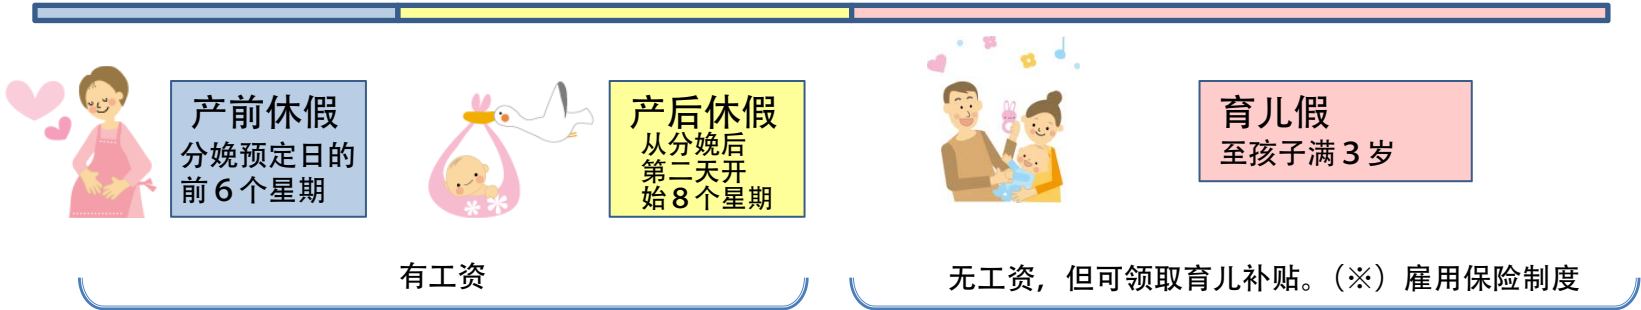 产前休假
分娩预定日的
前６个星期
产后休假
从分娩后
第二天开
始８个星期
育儿假
至孩子满３岁
有工资
无工资，但可领取育儿补贴。（※）雇用保险制度